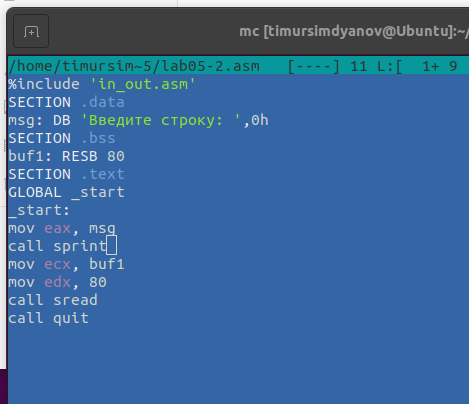 mc [timursimdyanov@Ubuntu]:~/
/home/timursim~5/lab05-2.asm   [----] 11 L:[  1+ 9
%include 'in_out.asm'
SECTION .data
msg: DB 'Введите строку: ',0h
SECTION .bss
buf1: RESB 80
SECTION .text
GLOBAL _start
_start:
mov eax, msg
call sprint
mov ecx, buf1
mov edx, 80
call sread
call quit